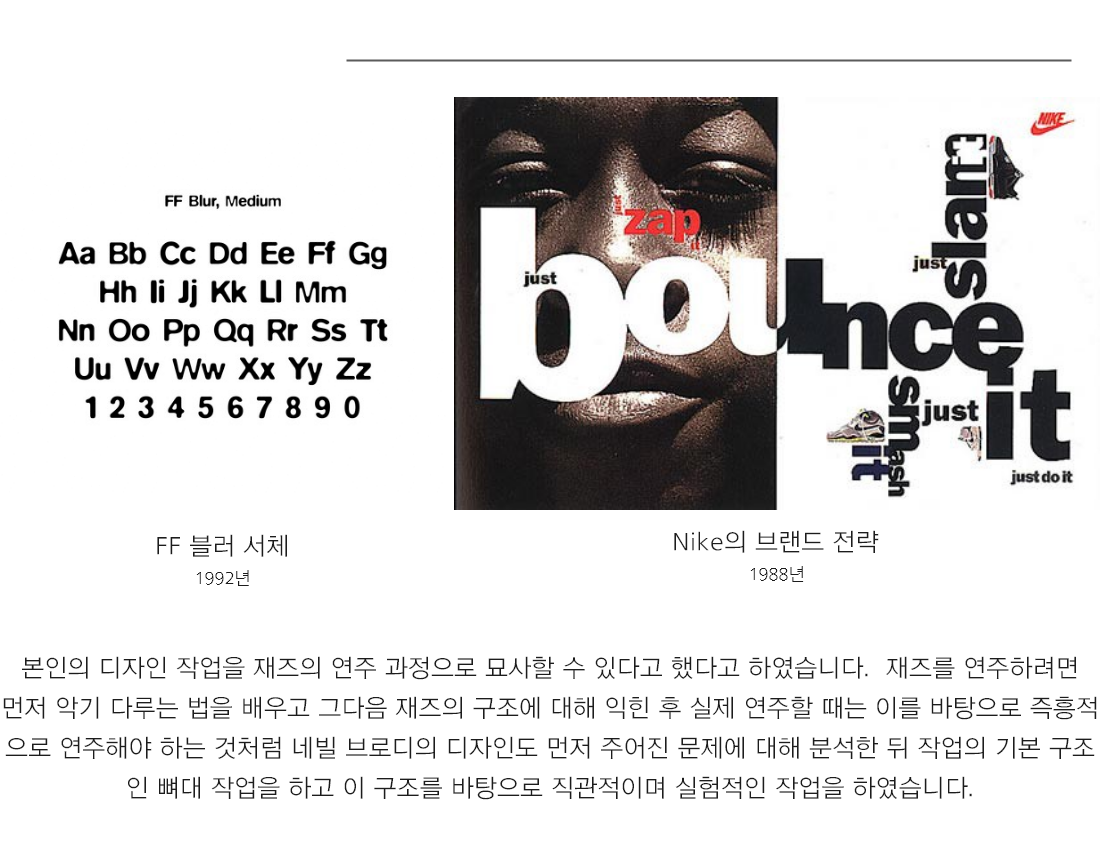 FF Blur, Medium
Aa Bb Cc Dd Ee Ff Gg
Hh Ii Jj Kk Ll Mm
Nn Oo Pp Qq Rr Ss Tt
Uu Vv Ww Xx Yy Zz
1 2 3 4 5 6 7 8 9 0
NIKE
just
zap
it
just
bounce
it
just
slam
it
just
smash
it
just do it
FF 블러 서체
1992년
Nike의 브랜드 전략
1988년
본인의 디자인 작업을 재즈의 연주 과정으로 묘사할 수 있다고 했다고 하였습니다. 재즈를 연주하려면
먼저 악기 다루는 법을 배우고 그다음 재즈의 구조에 대해 익힌 후 실제 연주할 때는 이를 바탕으로 즉흥적
으로 연주해야 하는 것처럼 네빌 브로디의 디자인도 먼저 주어진 문제에 대해 분석한 뒤 작업의 기본 구조
인 뼈대 작업을 하고 이 구조를 바탕으로 직관적이며 실험적인 작업을 하였습니다.